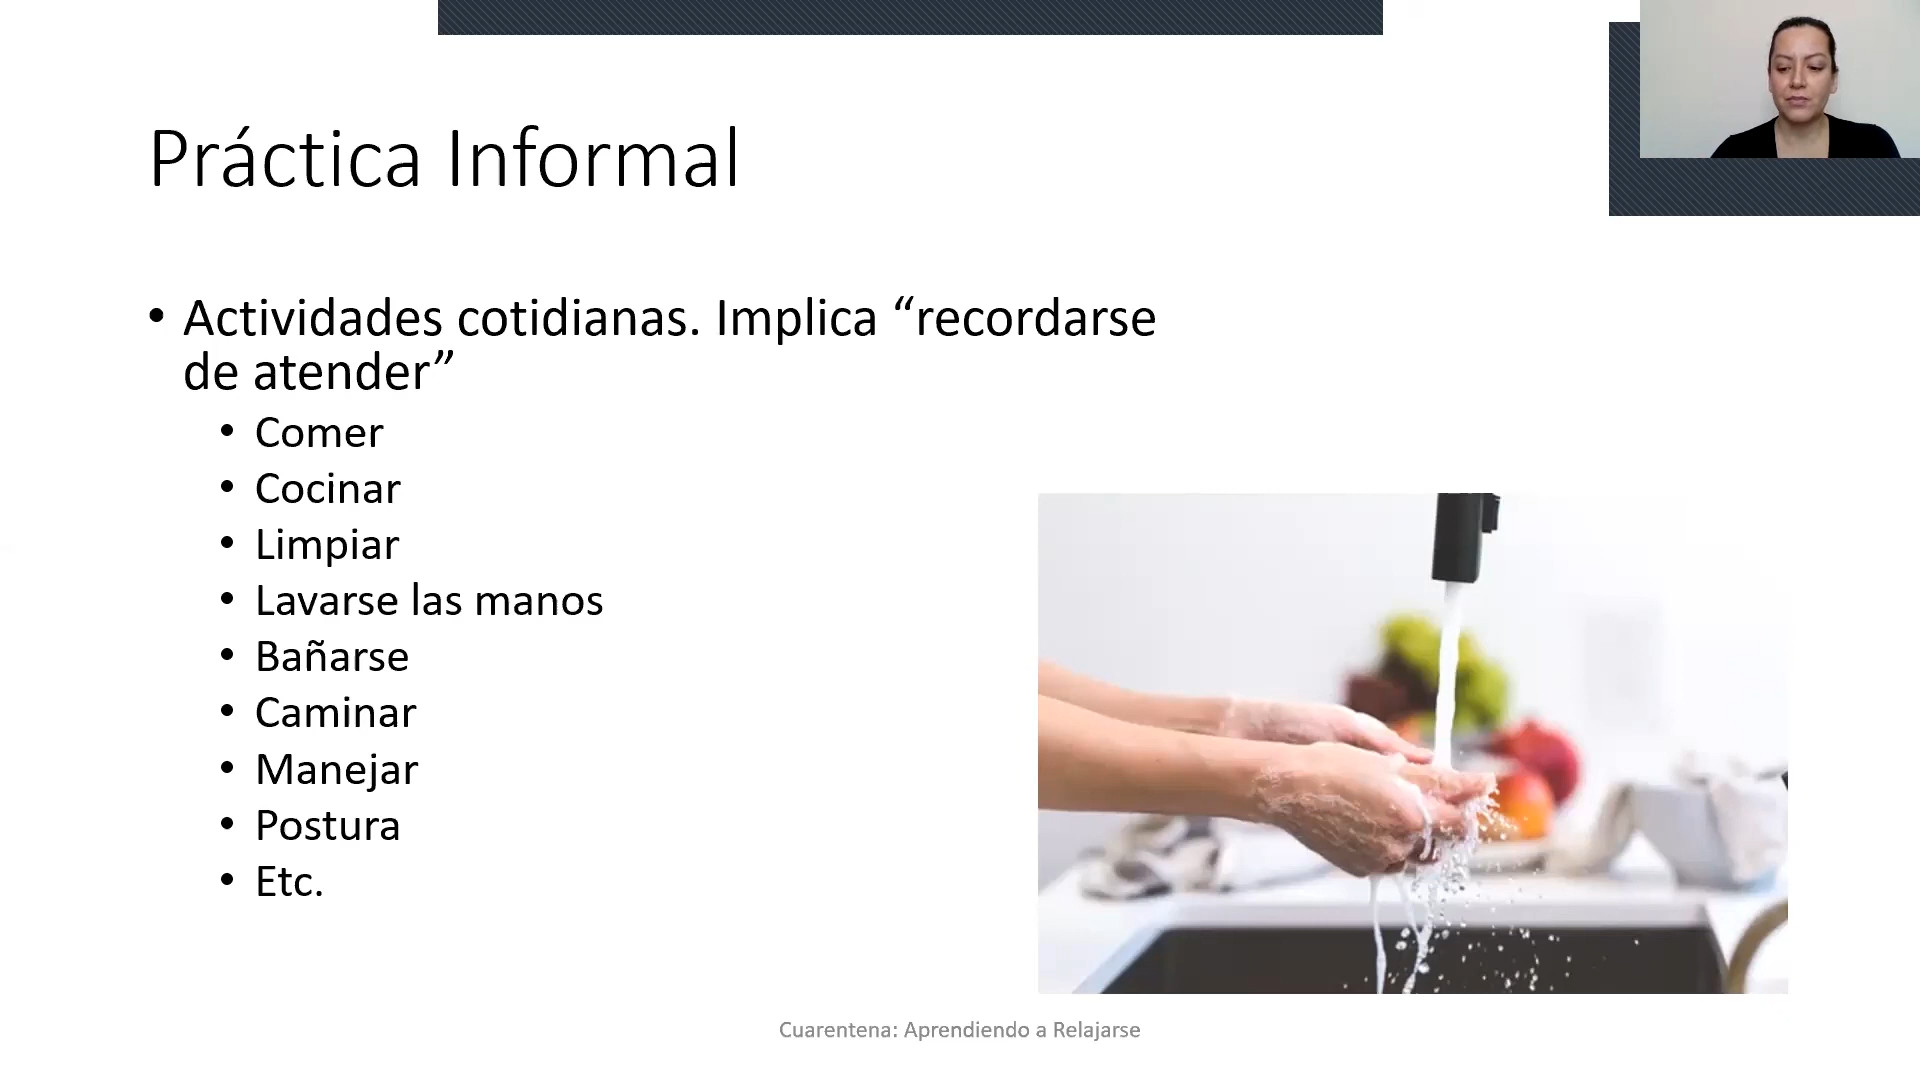 Práctica Informal
• Actividades cotidianas. Implica “recordarse
de atender”
• Comer
• Cocinar
• Limpiar
• Lavarse las manos
• Bañarse
• Caminar
• Manejar
• Postura
• Etc.
Cuarentena: Aprendiendo a Relajarse